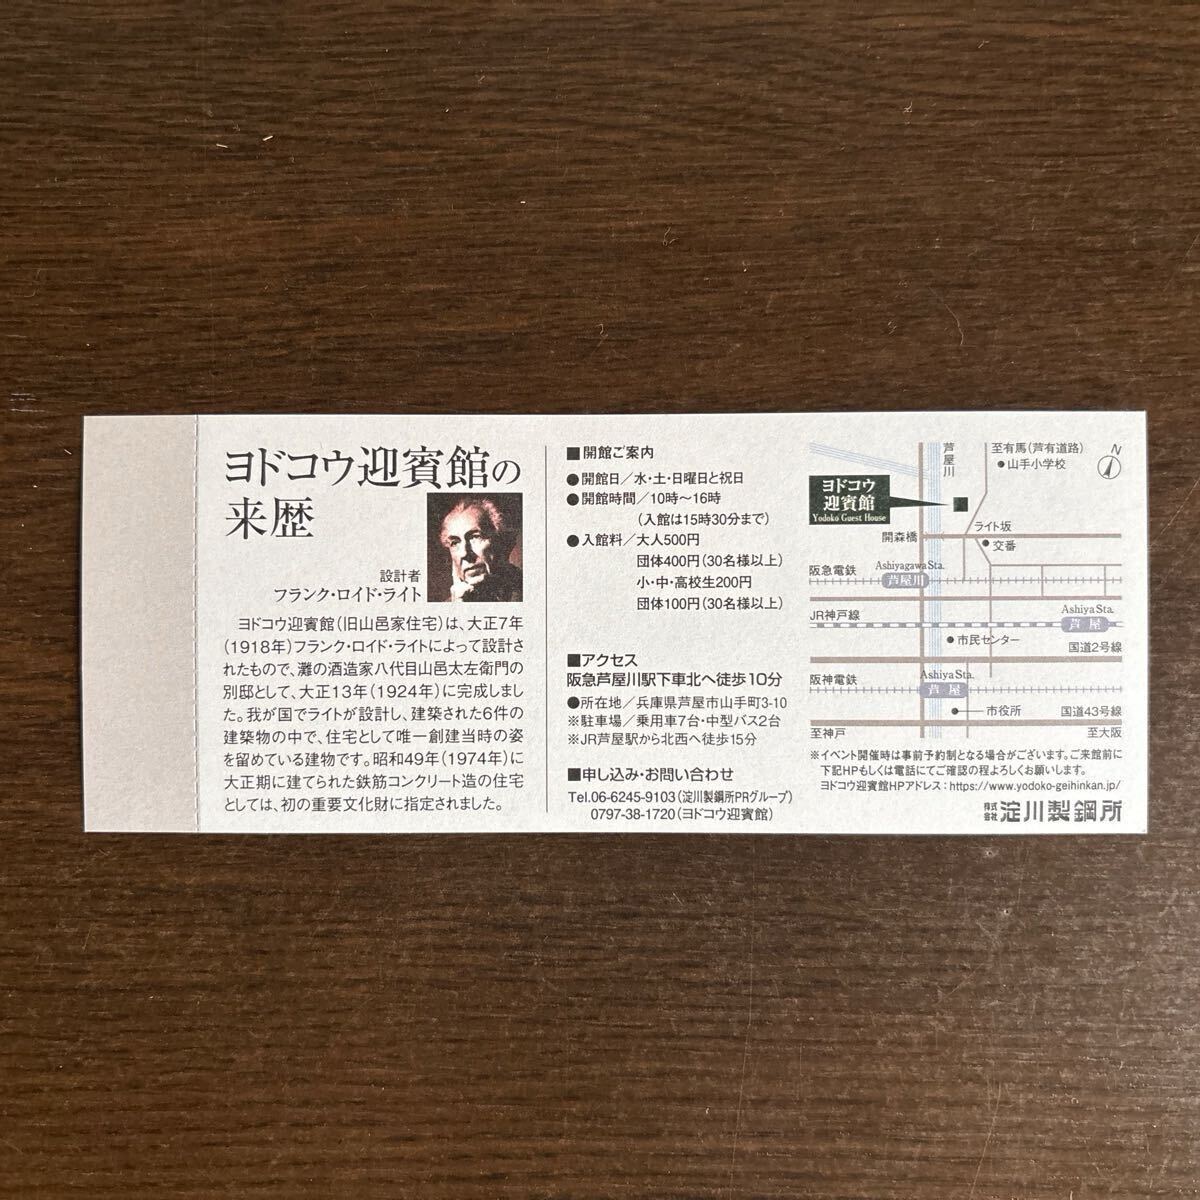 ヨドコウ迎賓館の
来歴
設計者
フランク・ロイド・ライト
ヨドコウ迎賓館(旧山邑家住宅)は、大正7年
(1918年)フランク・ロイド・ライトによって設計さ
れたもので、灘の酒造家八代目山邑太左衛門の
別邸として、大正13年(1924年)に完成しまし
た。我が国でライトが設計し、建築された6件の
建築物の中で、住宅として唯一創建当時の姿
を留めている建物です。昭和49年(1974年)に
大正期に建てられた鉄筋コンクリート造の住宅
としては、初の重要文化財に指定されました。
■開館ご案内
●開館日/水・土・日曜日と祝日
●開館時間/10時~16時
(入館は15時30分まで)
●入館料/大人500円
団体400円(30名様以上)
小・中・高校生200円
団体100円(30名様以上)
■アクセス
阪急芦屋川駅下車北へ徒歩10分
●所在地/兵庫県芦屋市山手町3-10
※駐車場/乗用車7台・中型バス2台
※JR芦屋駅から北西へ徒歩15分
■申し込み・お問い合わせ
Tel.06-6245-9103(淀川製鋼所PRグループ)
0797-38-1720(ヨドコウ迎賓館)
芦屋川
至有馬(芦有道路)
●山手小学校
N
ヨドコウ
迎賓館
Yodoko Guest House
ライト坂
開森橋
●交番
阪急電鉄
Ashiyagawa Sta.
芦屋川
JR神戸線
Ashiya Sta.
芦屋
●市民センター
国道2号線
阪神電鉄
Ashiya Sta.
芦屋
●市役所
国道43号線
至神戸
至大阪
※イベント開催時は事前予約制となる場合がございます。ご来館前に
下記HPもしくは電話にてご確認の程よろしくお願いします。
ヨドコウ迎賓館HPアドレス:https://www.yodoko-geihinkan.jp/
株式会社 淀川製鋼所